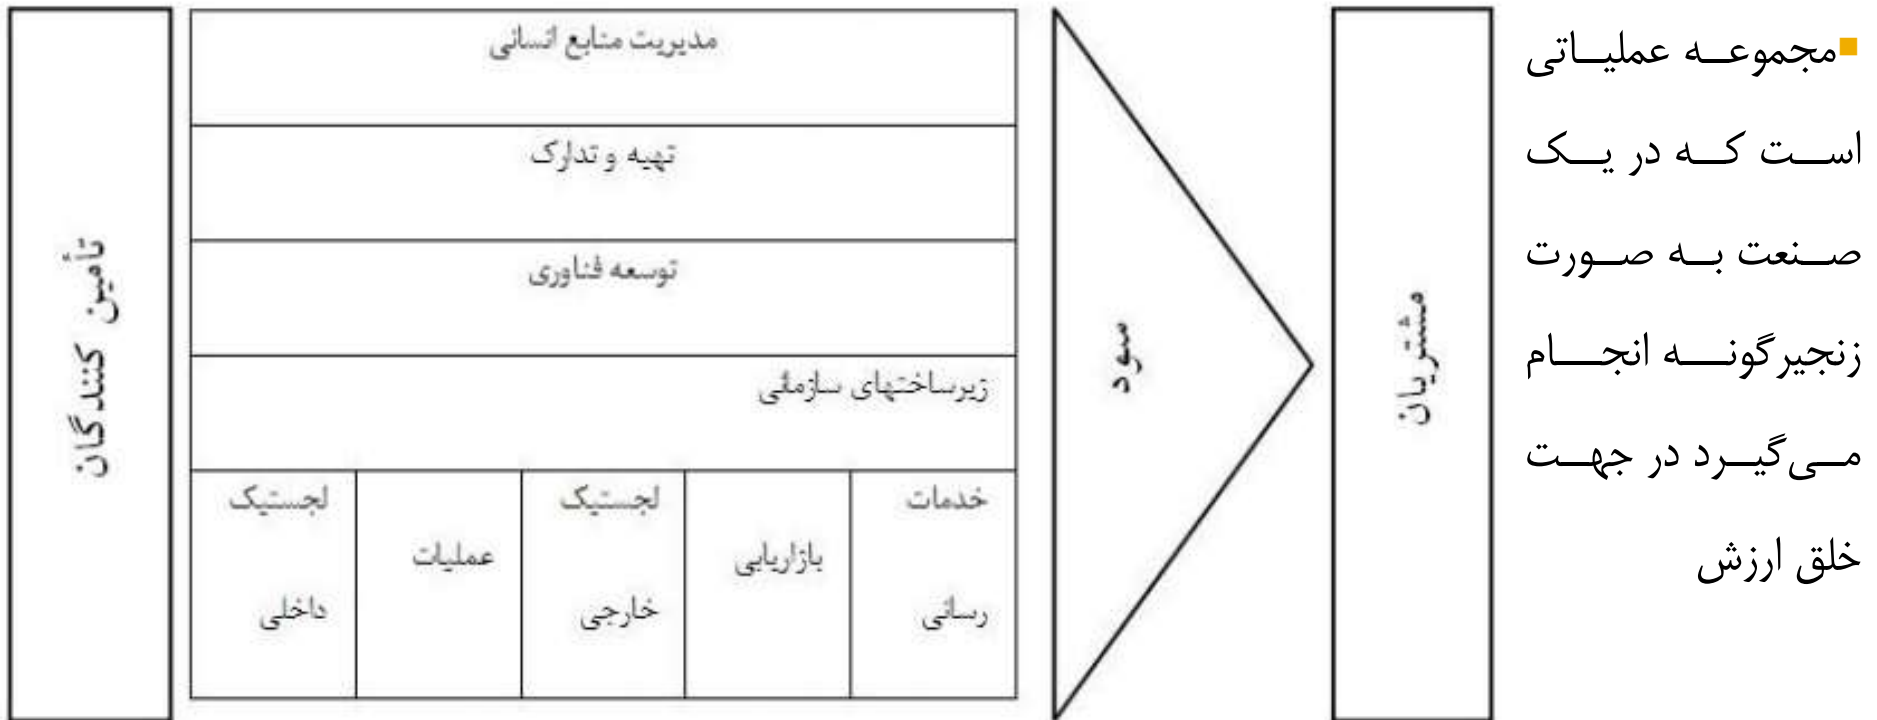 مجموعه عملیاتی
است که در یک
صنعت به صورت
زنجیرگونه انجام
می‌گیرد در جهت
خلق ارزش
مشتریان
سود
مدیریت منابع انسانی
تهیه و تدارک
توسعه فناوری
زیرساختهای سازمانی
خدمات
رسانی
بازاریابی
لجستیک
خارجی
عملیات
لجستیک
داخلی
تأمین کنندگان